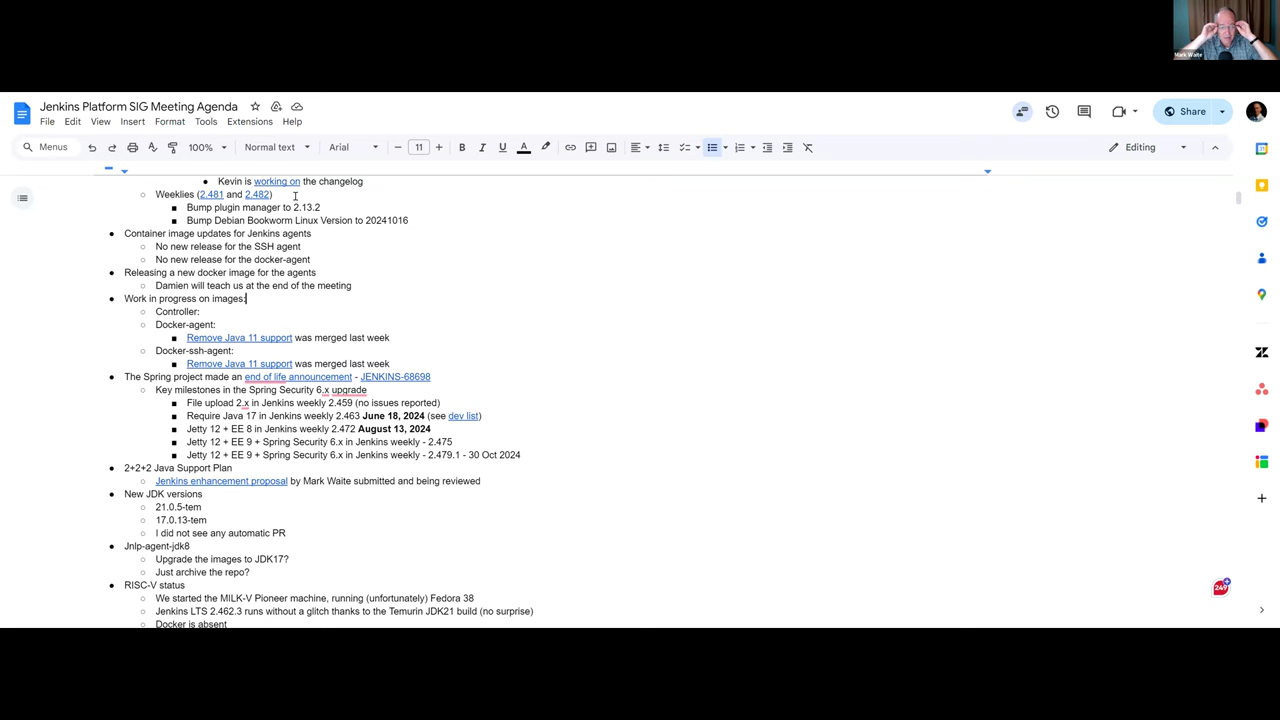 Mark Waite
Jenkins Platform SIG Meeting Agenda
File Edit View Insert Format Tools Extensions Help
Share
Menus 100% Normal text Arial 11 Editing
Kevin is working on the changelog
Weeklies (2.481 and 2.482)
Bump plugin manager to 2.13.2
Bump Debian Bookworm Linux Version to 20241016
Container image updates for Jenkins agents
No new release for the SSH agent
No new release for the docker-agent
Releasing a new docker image for the agents
Damien will teach us at the end of the meeting
Work in progress on images:
Controller:
Docker-agent:
Remove Java 11 support was merged last week
Docker-ssh-agent:
Remove Java 11 support was merged last week
The Spring project made an end of life announcement - JENKINS-68698
Key milestones in the Spring Security 6.x upgrade
File upload 2.x in Jenkins weekly 2.459 (no issues reported)
Require Java 17 in Jenkins weekly 2.463 June 18, 2024 (see dev list)
Jetty 12 + EE 8 in Jenkins weekly 2.472 August 13, 2024
Jetty 12 + EE 9 + Spring Security 6.x in Jenkins weekly - 2.475
Jetty 12 + EE 9 + Spring Security 6.x in Jenkins weekly - 2.479.1 - 30 Oct 2024
2+2+2 Java Support Plan
Jenkins enhancement proposal by Mark Waite submitted and being reviewed
New JDK versions
21.0.5-tem
17.0.13-tem
I did not see any automatic PR
Jnlp-agent-jdk8
Upgrade the images to JDK17?
Just archive the repo?
RISC-V status
We started the MILK-V Pioneer machine, running (unfortunately) Fedora 38
Jenkins LTS 2.462.3 runs without a glitch thanks to the Temurin JDK21 build (no surprise)
Docker is absent
249